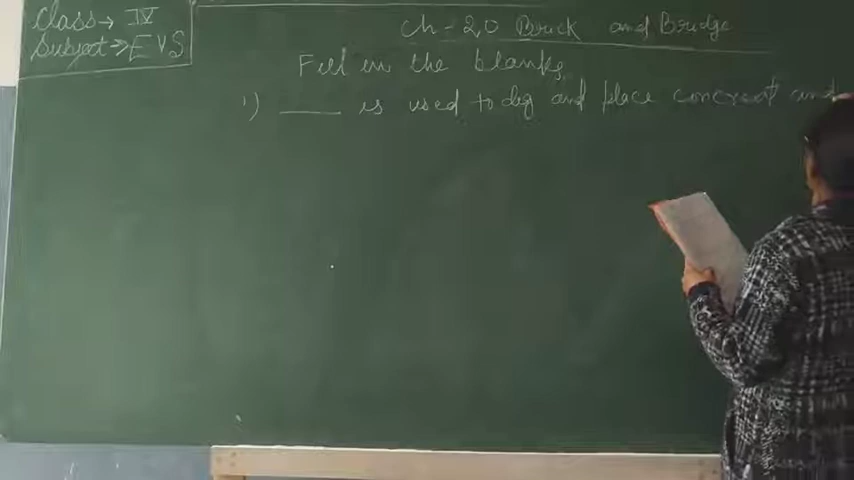 Class → IV
Subject → EVS
Ch - 20 Brick and Bridge
Fill in the blanks
1) ____ is used to dig and place concreat and